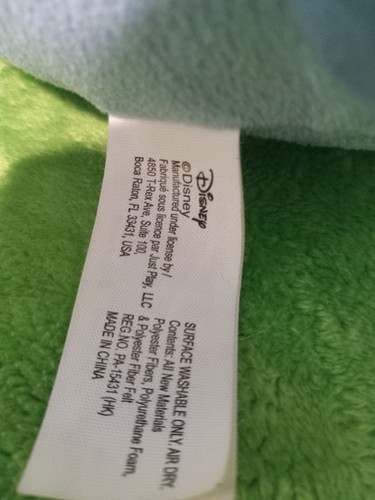 Disney
©Disney
Manufactured under license by /
Fabriqué sous licence par Just Play, LLC
4850 T-Rex Ave, Suite 100,
Boca Raton, FL 33431, USA
SURFACE WASHABLE ONLY. AIR DRY.
Contents: All New Materials
Polyester Fibers, Polyurethane Foam,
& Polyester Fiber Felt
REG.NO. PA-15431 (HK)
MADE IN CHINA